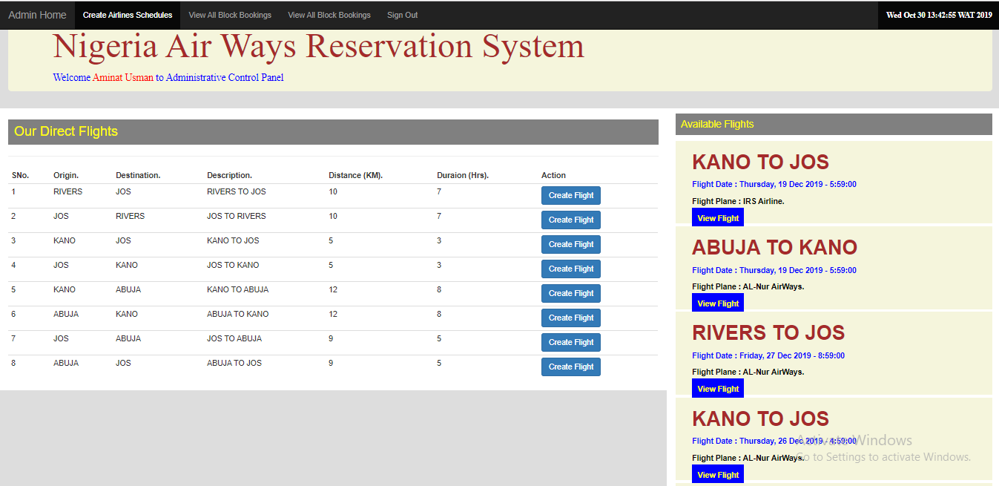 Admin Home Create Airlines Schedules View All Block Bookings View All Block Bookings Sign Out Wed Oct 30 13:42:55 WAT 2019
Nigeria Air Ways Reservation System
Welcome Aminat Usman to Administrative Control Panel
Our Direct Flights
SNo. Origin. Destination. Description. Distance (KM). Duraion (Hrs). Action
1 RIVERS JOS RIVERS TO JOS 10 7 Create Flight
2 JOS RIVERS JOS TO RIVERS 10 7 Create Flight
3 KANO JOS KANO TO JOS 5 3 Create Flight
4 JOS KANO JOS TO KANO 5 3 Create Flight
5 KANO ABUJA KANO TO ABUJA 12 8 Create Flight
6 ABUJA KANO ABUJA TO KANO 12 8 Create Flight
7 JOS ABUJA JOS TO ABUJA 9 5 Create Flight
8 ABUJA JOS ABUJA TO JOS 9 5 Create Flight
Available Flights
KANO TO JOS
Flight Date : Thursday, 19 Dec 2019 - 5:59:00
Flight Plane : IRS Airline.
View Flight
ABUJA TO KANO
Flight Date : Thursday, 19 Dec 2019 - 5:59:00
Flight Plane : AL-Nur AirWays.
View Flight
RIVERS TO JOS
Flight Date : Friday, 27 Dec 2019 - 8:59:00
Flight Plane : AL-Nur AirWays.
View Flight
KANO TO JOS
Flight Date : Thursday, 26 Dec 2019 - 4:59:00
Flight Plane : AL-Nur AirWays.
View Flight
Activate Windows
Go to Settings to activate Windows.